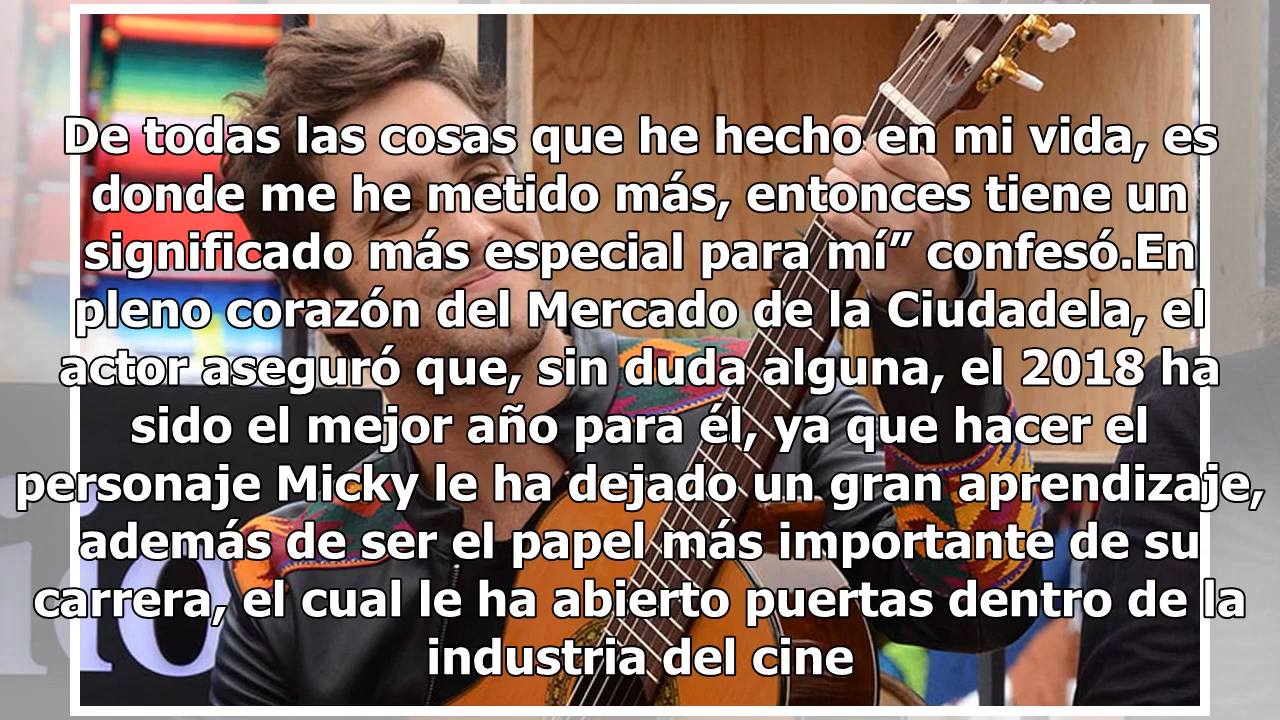 De todas las cosas que he hecho en mi vida, es
donde me he metido más, entonces tiene un
significado más especial para mí” confesó.En
pleno corazón del Mercado de la Ciudadela, el
actor aseguró que, sin duda alguna, el 2018 ha
sido el mejor año para él, ya que hacer el
personaje Micky le ha dejado un gran aprendizaje,
además de ser el papel más importante de su
carrera, el cual le ha abierto puertas dentro de la
industria del cine